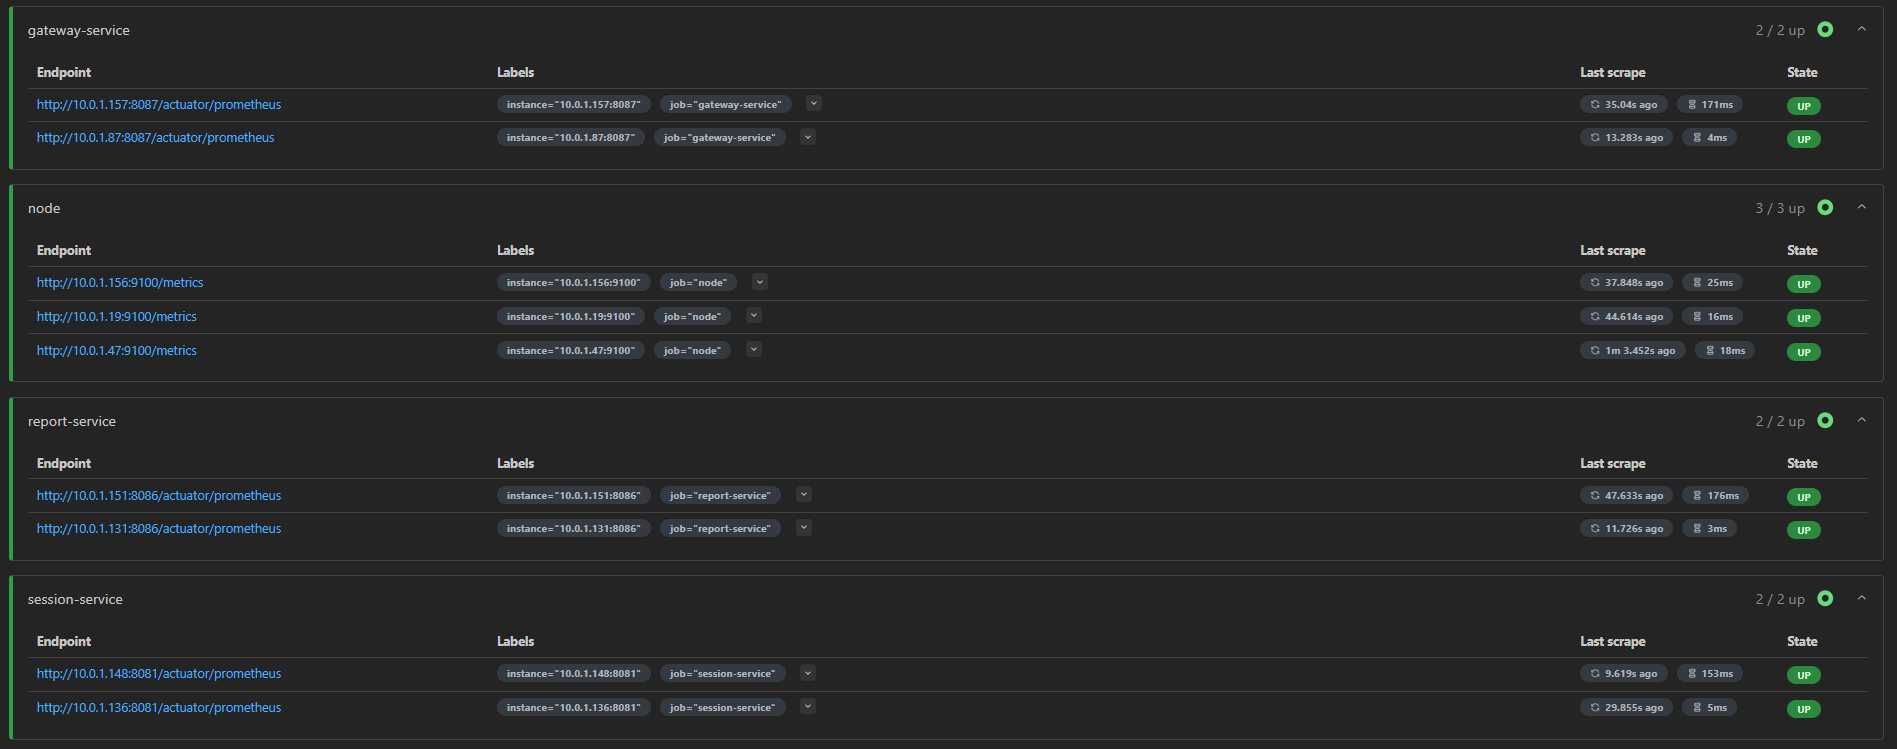 gateway-service 2 / 2 up
Endpoint Labels Last scrape State
http://10.0.1.157:8087/actuator/prometheus instance="10.0.1.157:8087" job="gateway-service" 35.04s ago 171ms UP
http://10.0.1.87:8087/actuator/prometheus instance="10.0.1.87:8087" job="gateway-service" 13.283s ago 4ms UP
node 3 / 3 up
Endpoint Labels Last scrape State
http://10.0.1.156:9100/metrics instance="10.0.1.156:9100" job="node" 37.848s ago 25ms UP
http://10.0.1.19:9100/metrics instance="10.0.1.19:9100" job="node" 44.614s ago 16ms UP
http://10.0.1.47:9100/metrics instance="10.0.1.47:9100" job="node" 1m 3.452s ago 18ms UP
report-service 2 / 2 up
Endpoint Labels Last scrape State
http://10.0.1.151:8086/actuator/prometheus instance="10.0.1.151:8086" job="report-service" 47.633s ago 176ms UP
http://10.0.1.131:8086/actuator/prometheus instance="10.0.1.131:8086" job="report-service" 11.726s ago 3ms UP
session-service 2 / 2 up
Endpoint Labels Last scrape State
http://10.0.1.148:8081/actuator/prometheus instance="10.0.1.148:8081" job="session-service" 9.619s ago 153ms UP
http://10.0.1.136:8081/actuator/prometheus instance="10.0.1.136:8081" job="session-service" 29.855s ago 5ms UP